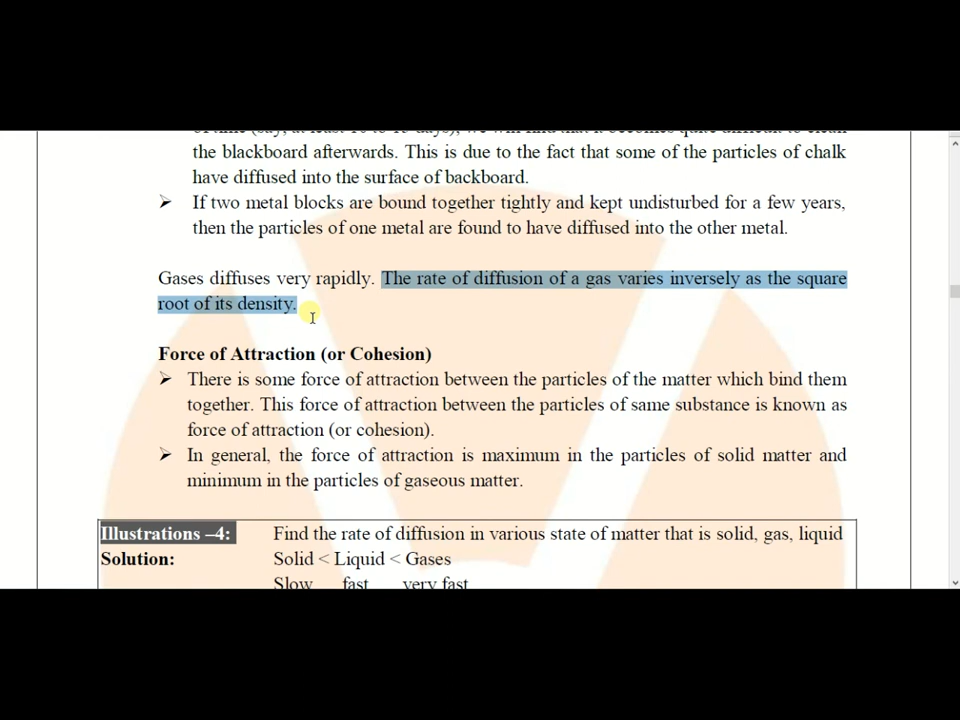 the blackboard afterwards. This is due to the fact that some of the particles of chalk
have diffused into the surface of backboard.
➢ If two metal blocks are bound together tightly and kept undisturbed for a few years,
then the particles of one metal are found to have diffused into the other metal.
Gases diffuses very rapidly. The rate of diffusion of a gas varies inversely as the square
root of its density.
Force of Attraction (or Cohesion)
➢ There is some force of attraction between the particles of the matter which bind them
together. This force of attraction between the particles of same substance is known as
force of attraction (or cohesion).
➢ In general, the force of attraction is maximum in the particles of solid matter and
minimum in the particles of gaseous matter.
Illustrations –4: Find the rate of diffusion in various state of matter that is solid, gas, liquid
Solution: Solid < Liquid < Gases
Slow fast very fast